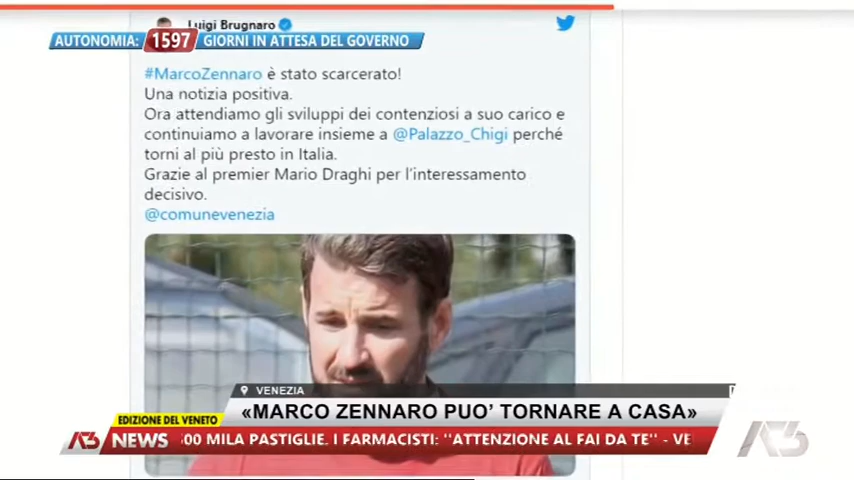 Luigi Brugnaro
AUTONOMIA: 1597 GIORNI IN ATTESA DEL GOVERNO
#MarcoZennaro è stato scarcerato!
Una notizia positiva.
Ora attendiamo gli sviluppi dei contenziosi a suo carico e
continuiamo a lavorare insieme a @Palazzo_Chigi perché
torni al più presto in Italia.
Grazie al premier Mario Draghi per l'interessamento
decisivo.
@comunevenezia
VENEZIA
«MARCO ZENNARO PUO' TORNARE A CASA»
EDIZIONE DEL VENETO
A3 NEWS 500 MILA PASTIGLIE. I FARMACISTI: "ATTENZIONE AL FAI DA TE" - VE
A3